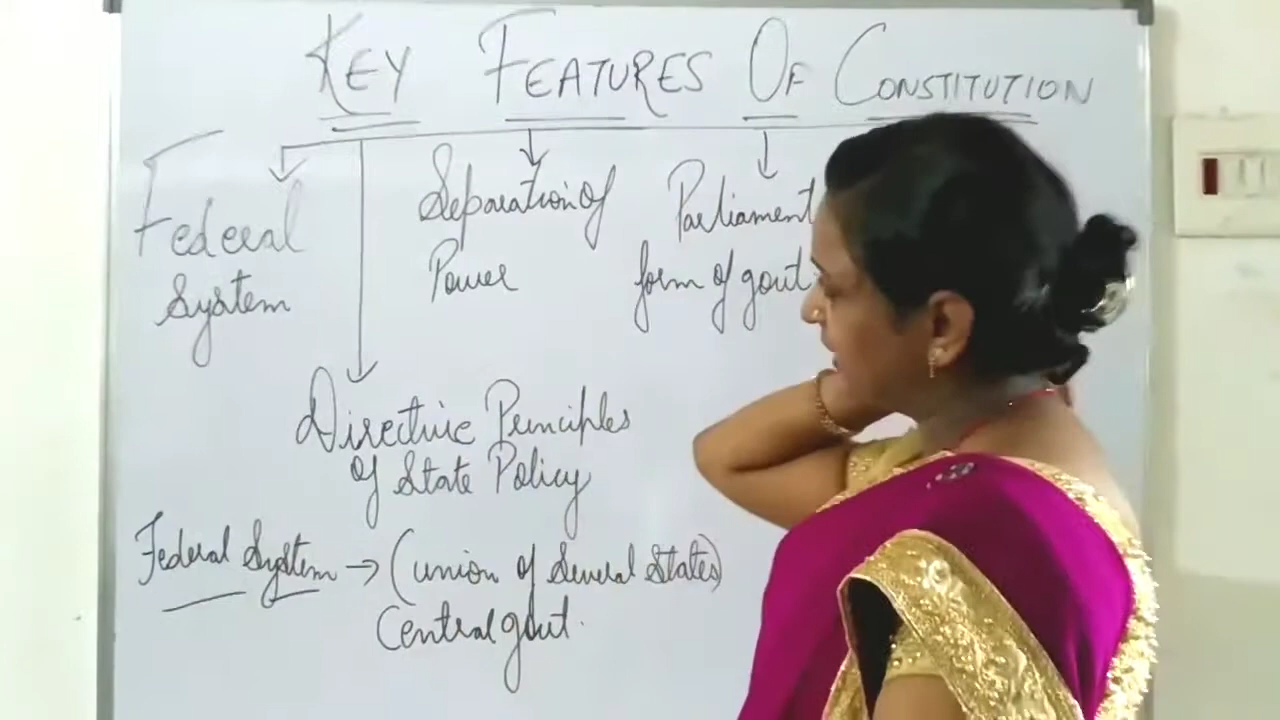 KEY FEATURES OF CONSTITUTION
Federal
System
Separation of
Power
Parliament
form of govt
Directive Principles
of State Policy
Federal System → (union of Several States)
Central govt.